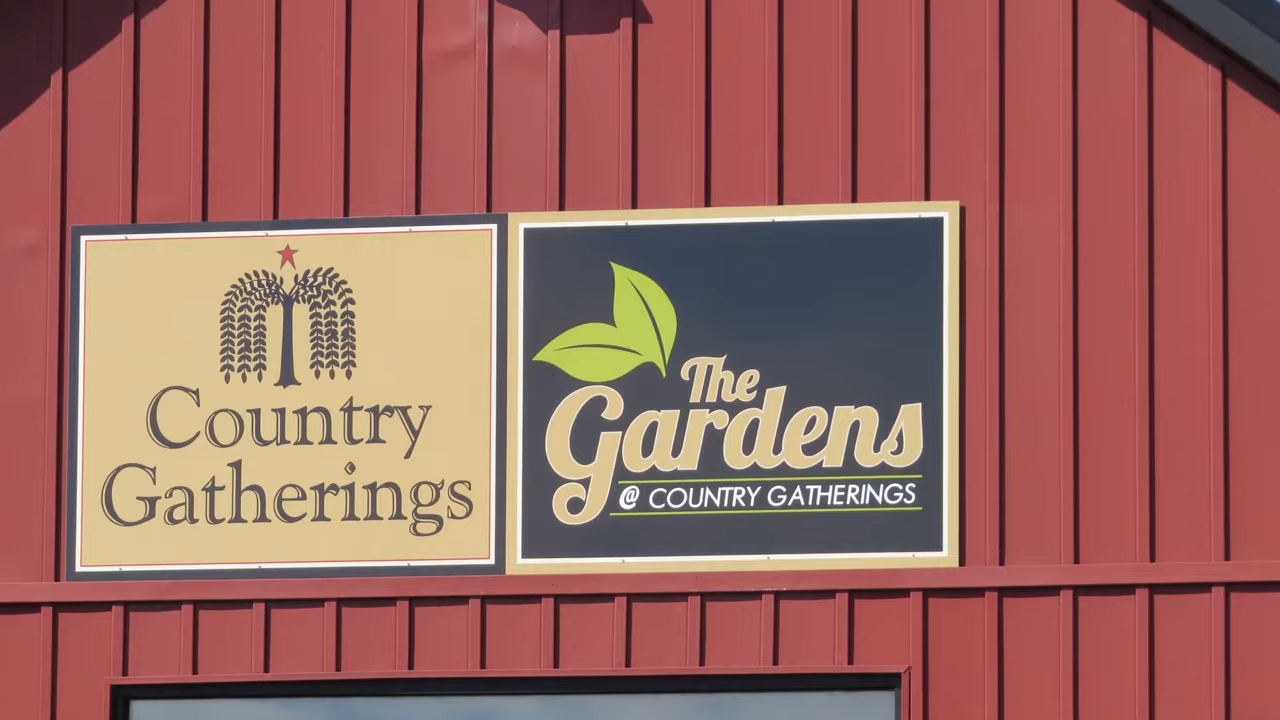 Country
Gatherings
The
Gardens
@ COUNTRY GATHERINGS